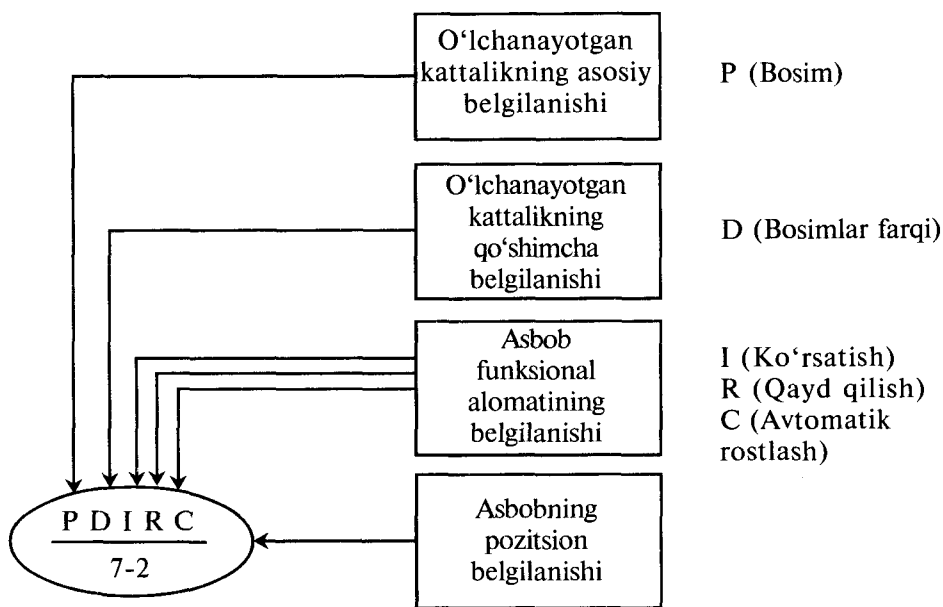 O‘lchanayotgan
kattalikning asosiy
belgilanishi
P (Bosim)
O‘lchanayotgan
kattalikning
qo‘shimcha
belgilanishi
D (Bosimlar farqi)
Asbob
funksional
alomatining
belgilanishi
I (Ko‘rsatish)
R (Qayd qilish)
C (Avtomatik
rostlash)
Asbobning
pozitsion
belgilanishi
P D I R C
7-2